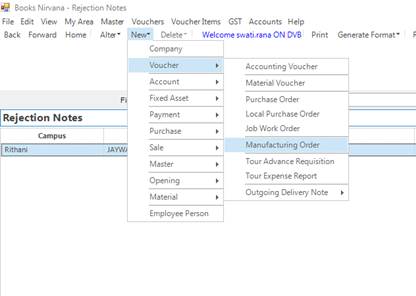 Books Nirvana - Rejection Notes
File Edit View My Area Master Vouchers Voucher Items GST Accounts Help
Back Forward Home Alter New Delete Welcome swati.rana ON DVB Print Generate Format
Company
Voucher
Account
Fixed Asset
Payment
Purchase
Sale
Master
Opening
Material
Employee Person
Accounting Voucher
Material Voucher
Purchase Order
Local Purchase Order
Job Work Order
Manufacturing Order
Tour Advance Requisition
Tour Expense Report
Outgoing Delivery Note
Rejection Notes
Campus
Rithani JAYWA